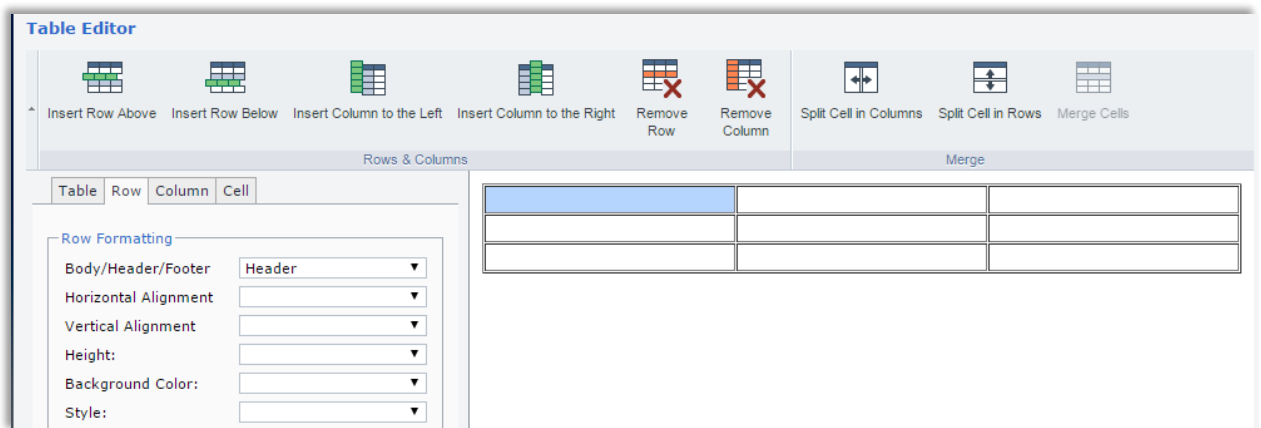 Table Editor
Insert Row Above Insert Row Below Insert Column to the Left Insert Column to the Right Remove Row Remove Column Split Cell in Columns Split Cell in Rows Merge Cells
Rows & Columns Merge
Table Row Column Cell
Row Formatting
Body/Header/Footer Header
Horizontal Alignment
Vertical Alignment
Height:
Background Color:
Style: